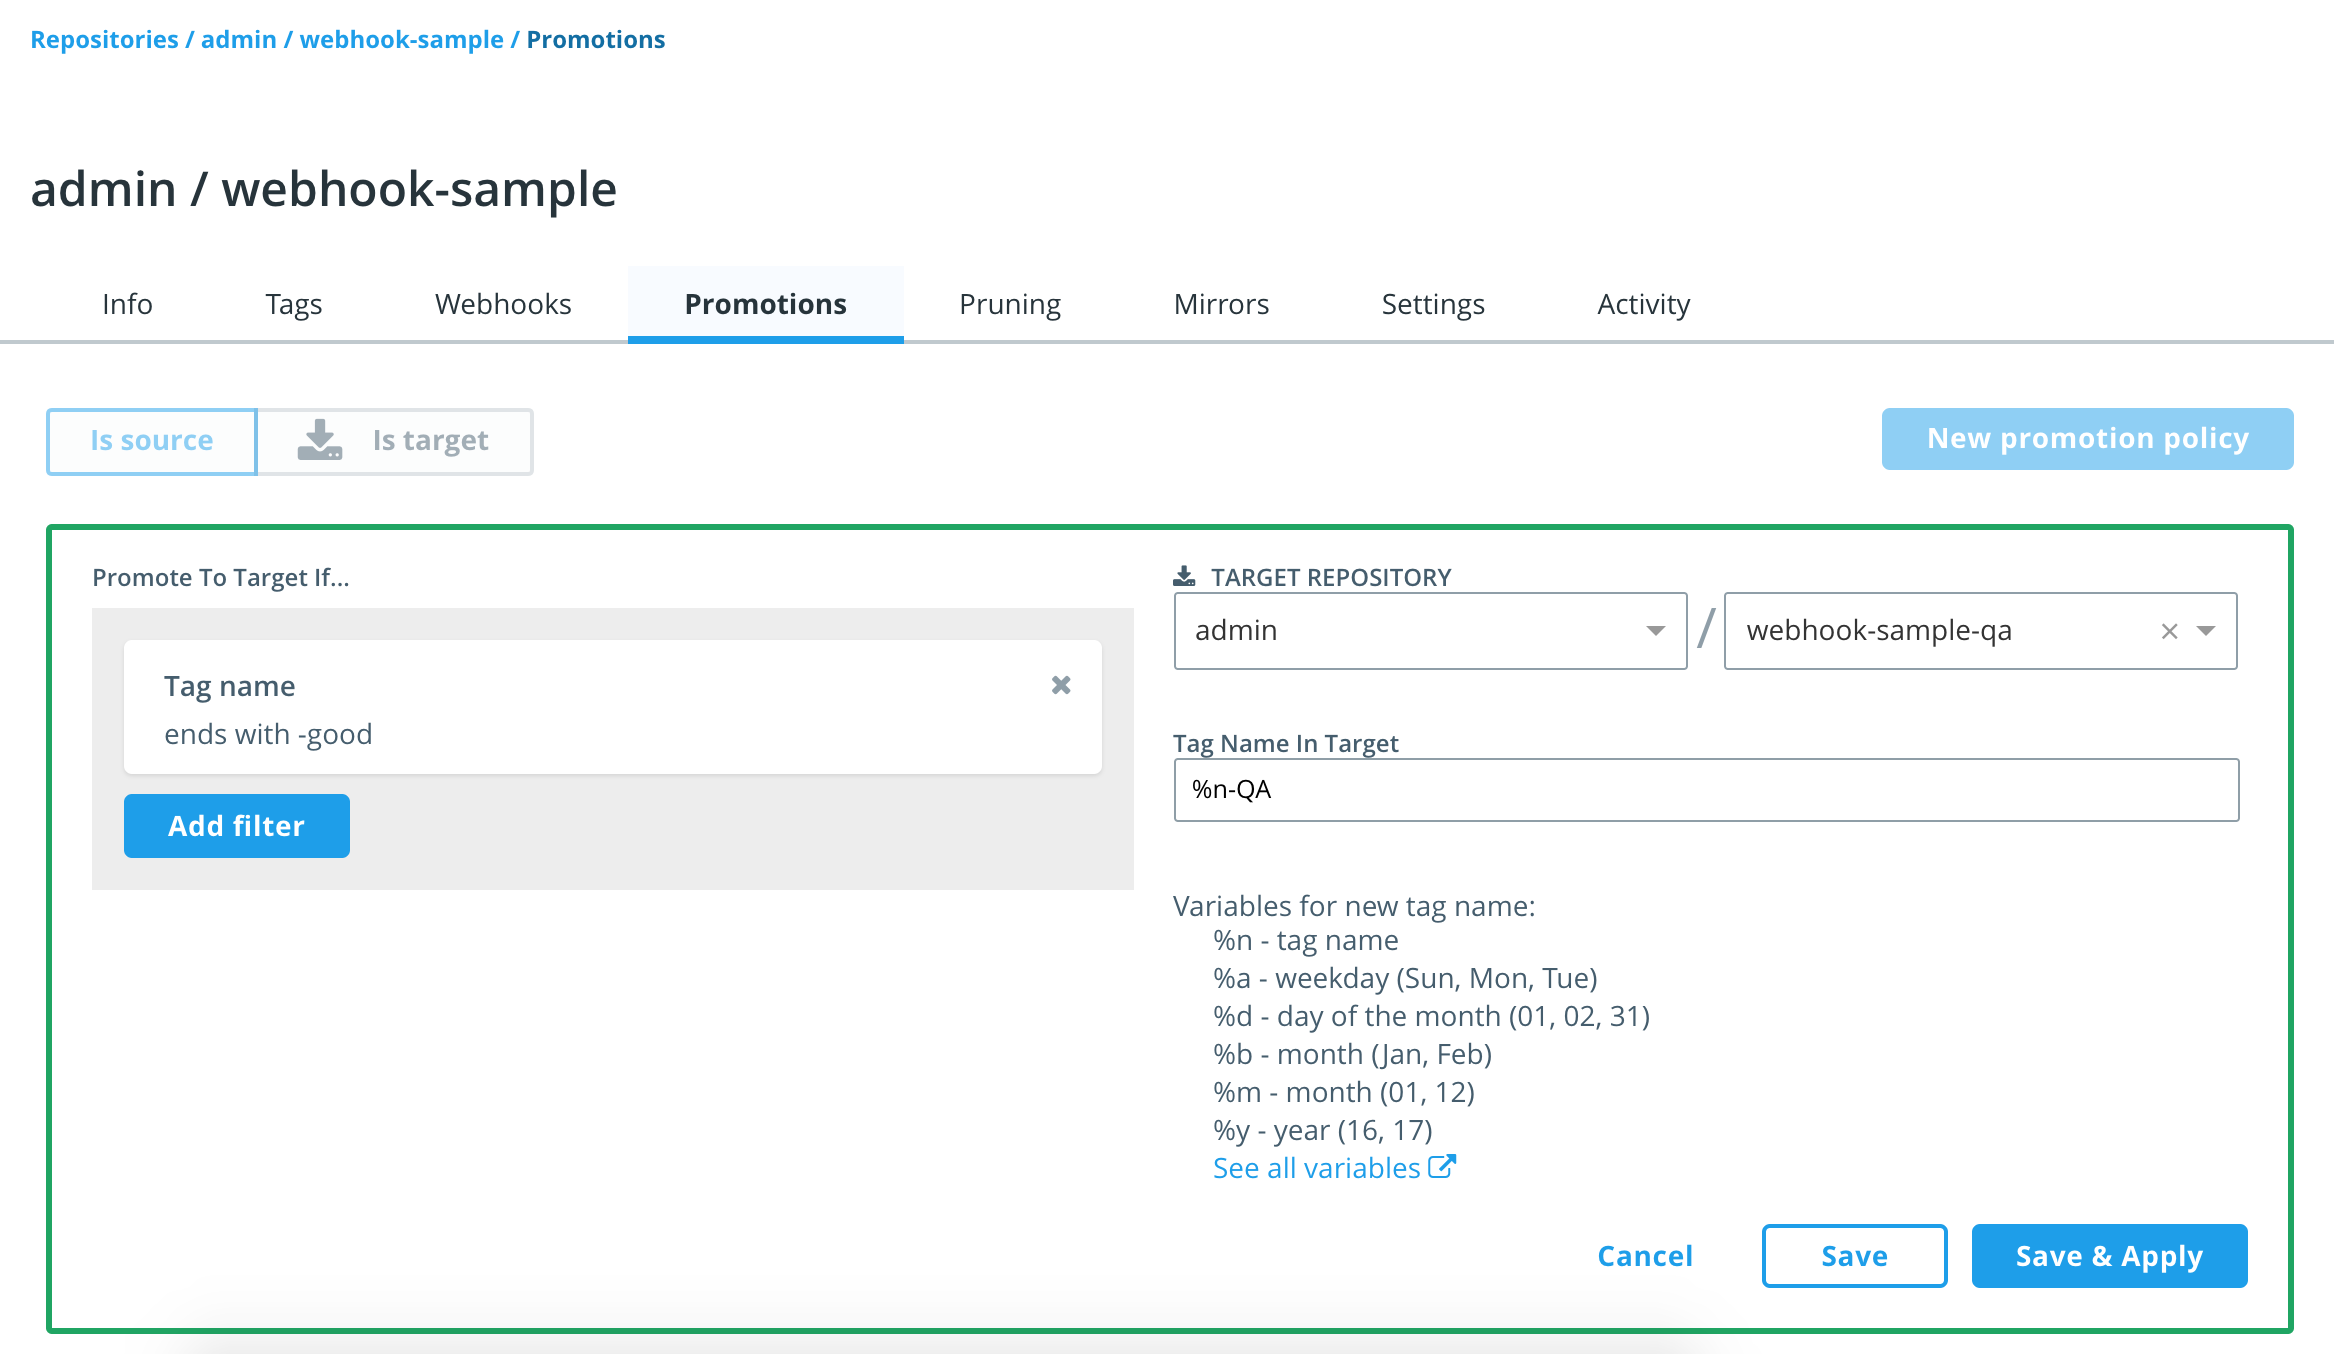 Repositories / admin / webhook-sample / Promotions
admin / webhook-sample
Info Tags Webhooks Promotions Pruning Mirrors Settings Activity
Is source Is target New promotion policy
Promote To Target If...
Tag name
ends with -good
Add filter
TARGET REPOSITORY
admin / webhook-sample-qa
Tag Name In Target
%n-QA
Variables for new tag name:
%n - tag name
%a - weekday (Sun, Mon, Tue)
%d - day of the month (01, 02, 31)
%b - month (Jan, Feb)
%m - month (01, 12)
%y - year (16, 17)
See all variables
Cancel Save Save & Apply